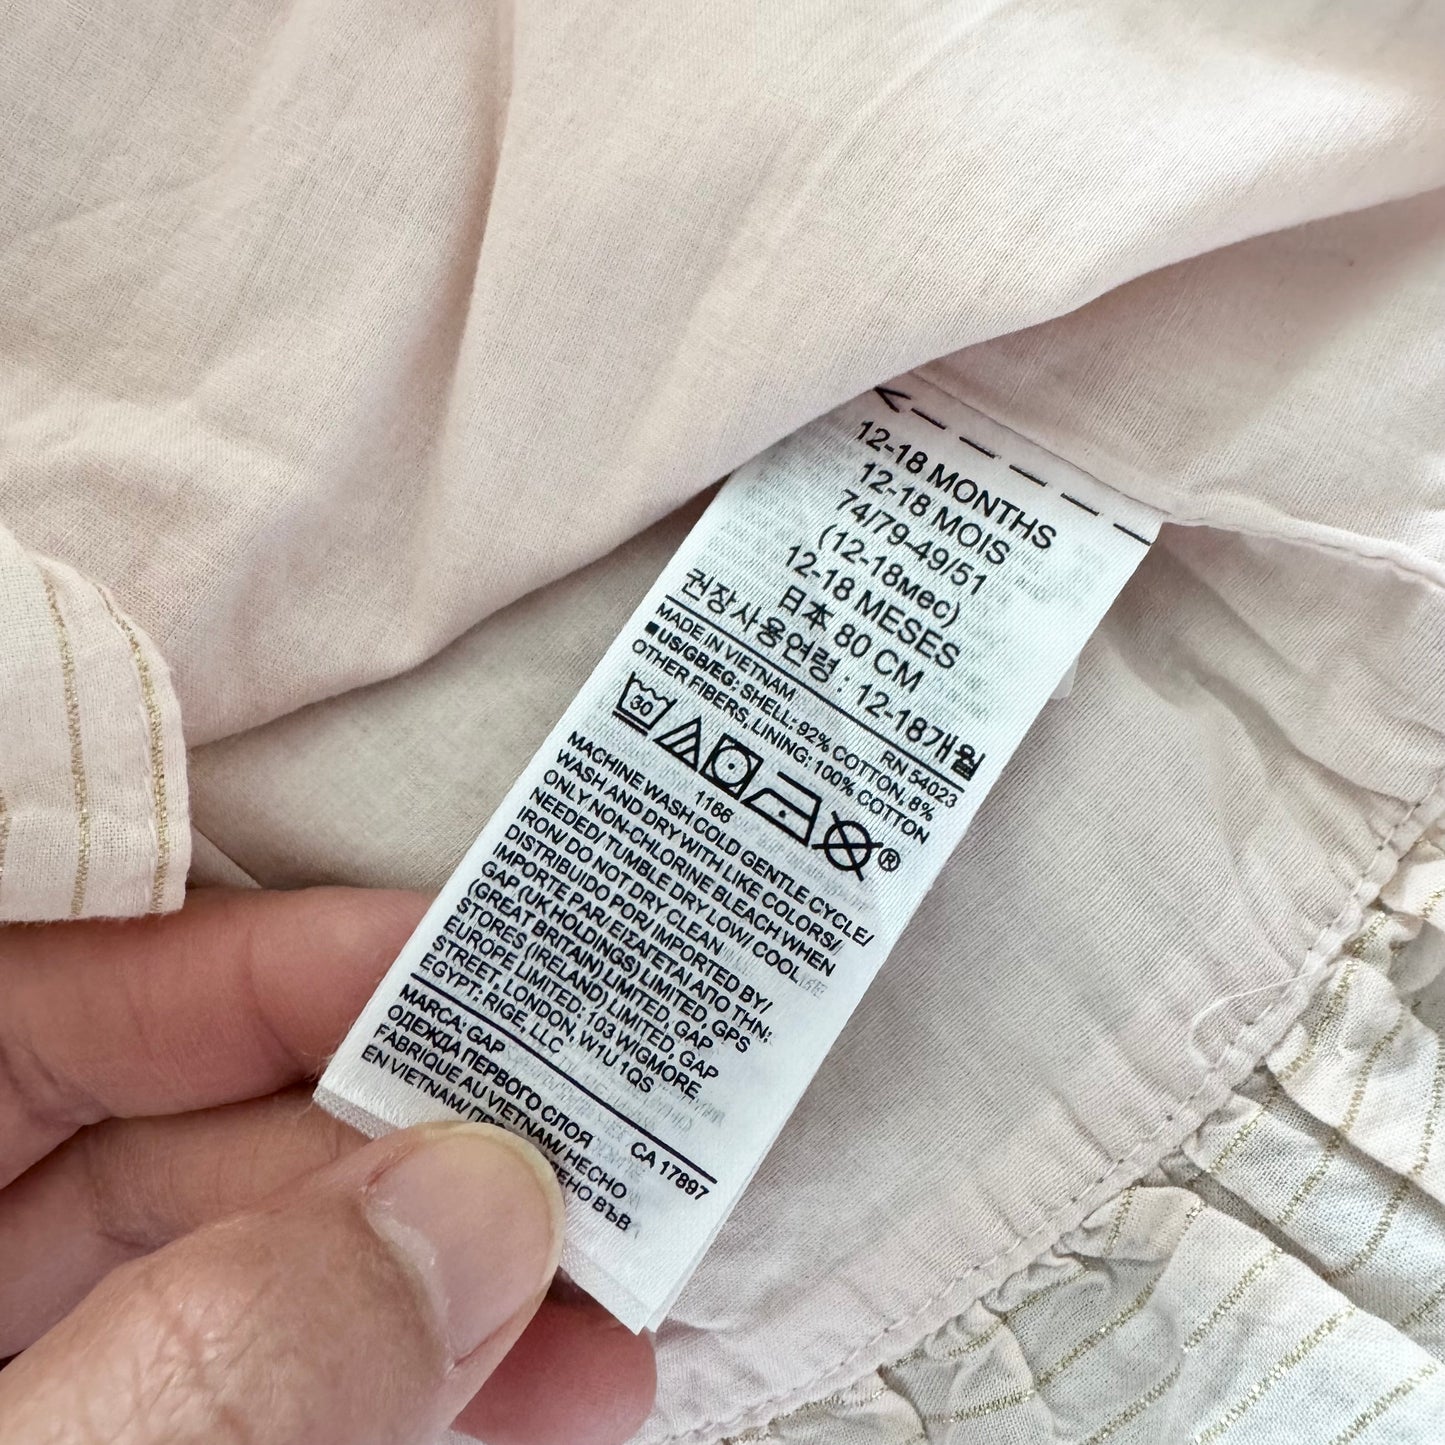 12-18 MONTHS
12-18 MOIS
74/79-49/51
(12-18мес)
12-18 MESES
日本 80 CM
권장사용연령 : 12-18개월
MADE IN VIETNAM RN 54023
■US/GB/EG: SHELL: 92% COTTON, 8%
OTHER FIBERS, LINING: 100% COTTON
30
®
1166
MACHINE WASH COLD GENTLE CYCLE/
WASH AND DRY WITH LIKE COLORS/
ONLY NON-CHLORINE BLEACH WHEN
NEEDED/ TUMBLE DRY LOW/ COOL
IRON/ DO NOT DRY CLEAN
DISTRIBUIDO POR/ IMPORTED BY/
IMPORTE PAR/ ΕΙΣΑΓΕΤΑΙ ΑΠΟ ΤΗΝ:
GAP (UK HOLDINGS) LIMITED, GPS
(GREAT BRITAIN) LIMITED, GAP
STORES (IRELAND) LIMITED, GAP
EUROPE LIMITED: 103 WIGMORE
STREET, LONDON, W1U 1QS
EGYPT: RIGE, LLC
MARCA: GAP CA 17897
ОДЕЖДА ПЕРВОГО СЛОЯ
FABRIQUE AU VIETNAM/ HECHO
EN VIETNAM/ ВЪВ